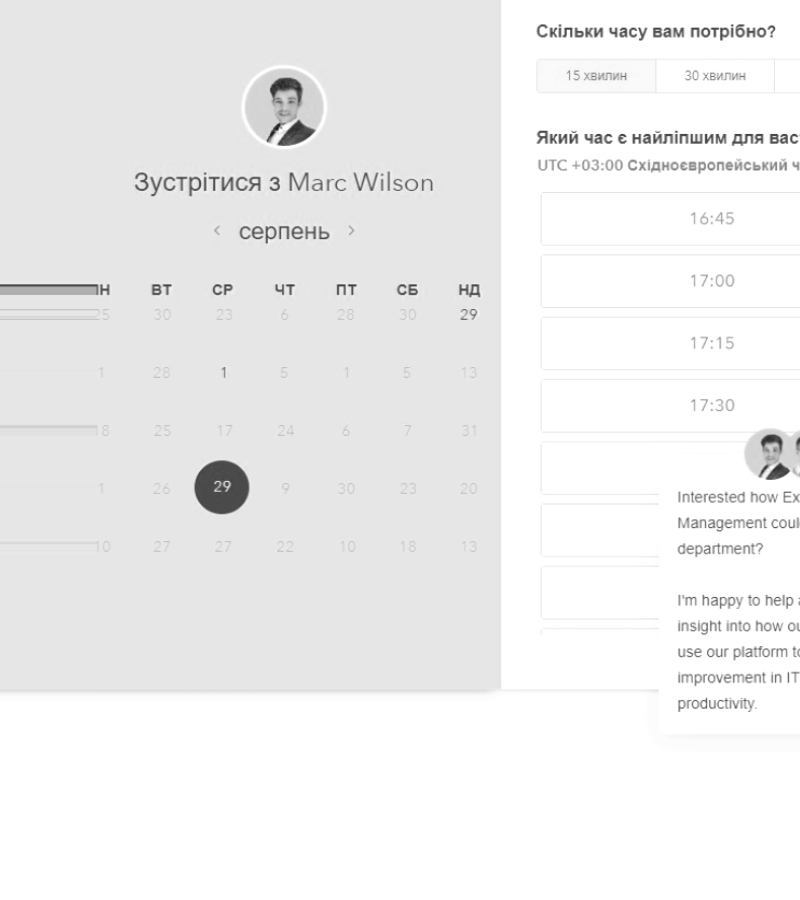 Зустрітися з Marc Wilson
‹ серпень ›
Н ВТ СР ЧТ ПТ СБ НД
25 30 23 6 28 30 29
1 28 1 5 1 5 13
8 25 17 24 6 7 31
1 26 29 9 30 23 20
10 27 27 22 10 18 13
Скільки часу вам потрібно?
15 хвилин 30 хвилин
Який час є найліпшим для вас
UTC +03:00 Східноєвропейський ч
16:45
17:00
17:15
17:30
Interested how Ex
Management coul
department?
I'm happy to help a
insight into how ou
use our platform to
improvement in IT
productivity.